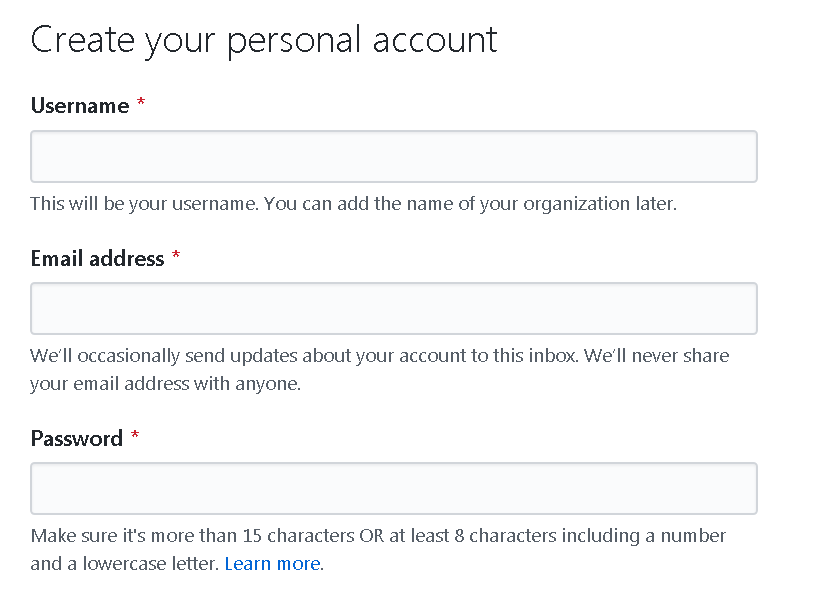 Create your personal account
Username *
This will be your username. You can add the name of your organization later.
Email address *
We’ll occasionally send updates about your account to this inbox. We’ll never share
your email address with anyone.
Password *
Make sure it's more than 15 characters OR at least 8 characters including a number
and a lowercase letter. Learn more.